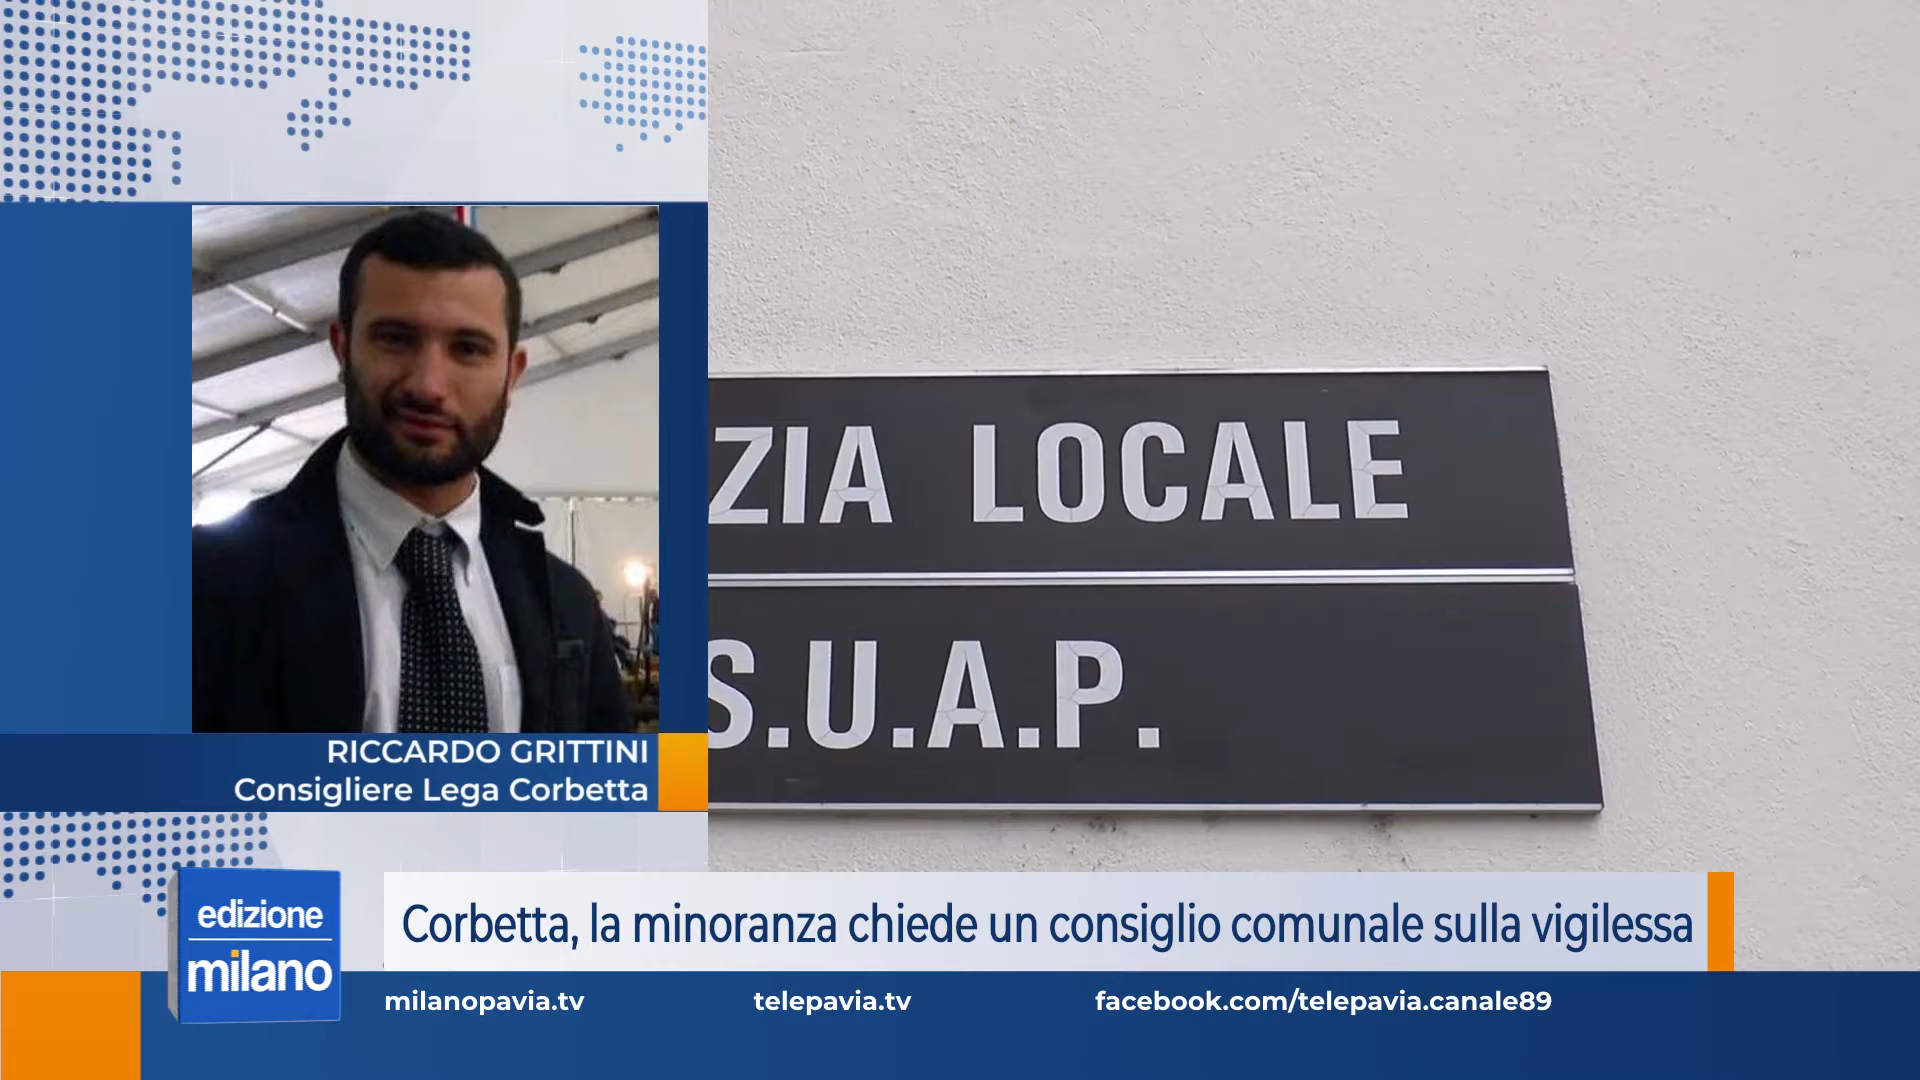 ZIA LOCALE
S.U.A.P.
RICCARDO GRITTINI
Consigliere Lega Corbetta
edizione
milano
Corbetta, la minoranza chiede un consiglio comunale sulla vigilessa
milanopavia.tv
telepavia.tv
facebook.com/telepavia.canale89